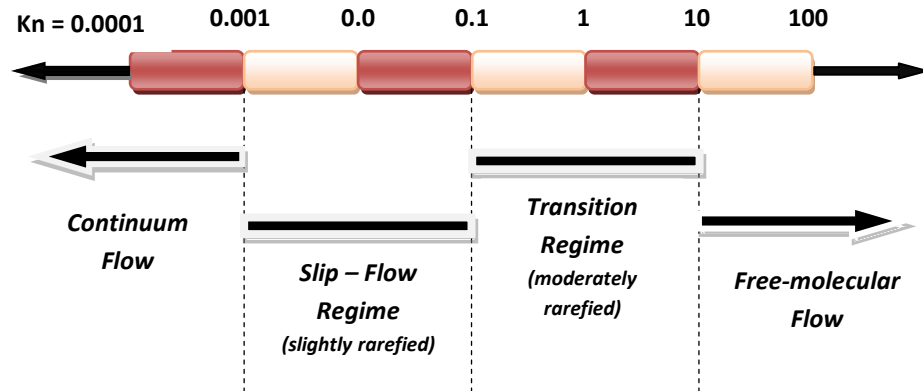 Kn = 0.0001 0.001 0.0 0.1 1 10 100
Continuum
Flow
Slip – Flow
Regime
(slightly rarefied)
Transition
Regime
(moderately
rarefied)
Free-molecular
Flow